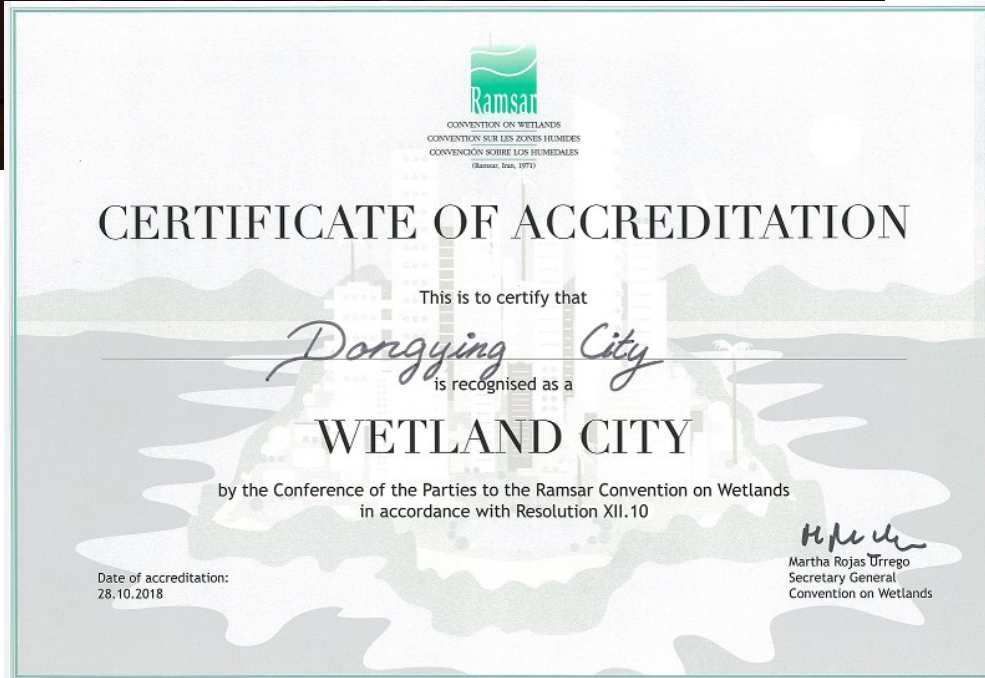 Ramsar
CONVENTION ON WETLANDS
CONVENTION SUR LES ZONES HUMIDES
CONVENCIÓN SOBRE LOS HUMEDALES
(Ramsar, Iran, 1971)
CERTIFICATE OF ACCREDITATION
This is to certify that
Dongying City
is recognised as a
WETLAND CITY
by the Conference of the Parties to the Ramsar Convention on Wetlands
in accordance with Resolution XII.10
Date of accreditation:
28.10.2018
Martha Rojas Urrego
Secretary General
Convention on Wetlands